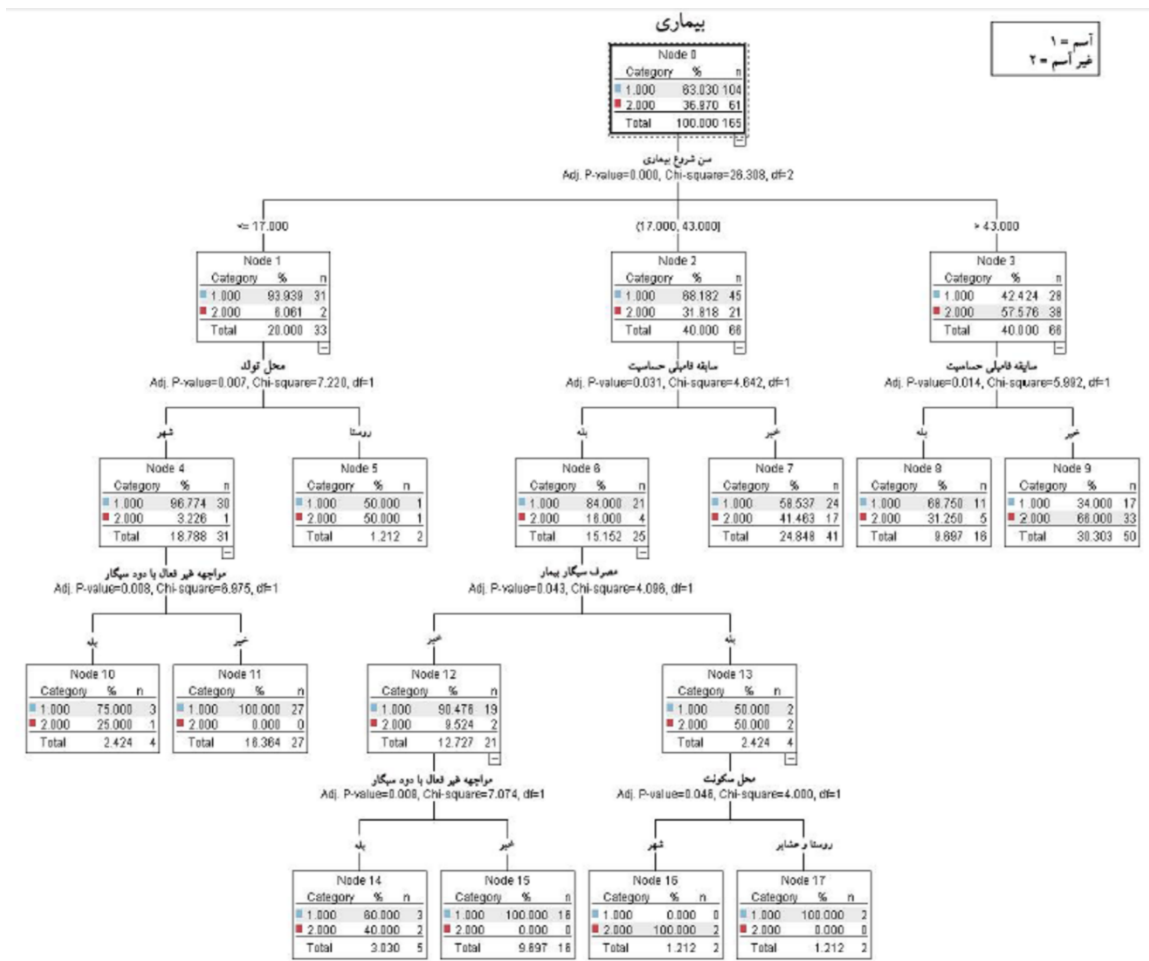 بیماری
آسم = ۱
غیر آسم = ۲
Node 0
Category % n
1.000 63.030 104
2.000 36.970 61
Total 100.000 165
سن شروع بیماری
Adj. P-value=0.000, Chi-square=26.308, df=2
<= 17.000
(17.000, 43.000]
> 43.000
Node 1
Category % n
1.000 93.939 31
2.000 6.061 2
Total 20.000 33
Node 2
Category % n
1.000 68.182 45
2.000 31.818 21
Total 40.000 66
Node 3
Category % n
1.000 42.424 28
2.000 57.576 38
Total 40.000 66
محل تولد
Adj. P-value=0.007, Chi-square=7.220, df=1
سابقه فامیلی حساسیت
Adj. P-value=0.031, Chi-square=4.642, df=1
سابقه فامیلی حساسیت
Adj. P-value=0.014, Chi-square=5.992, df=1
شهر
روستا
بله
خیر
بله
خیر
Node 4
Category % n
1.000 96.774 30
2.000 3.226 1
Total 18.788 31
Node 5
Category % n
1.000 50.000 1
2.000 50.000 1
Total 1.212 2
Node 6
Category % n
1.000 84.000 21
2.000 16.000 4
Total 15.152 25
Node 7
Category % n
1.000 58.537 24
2.000 41.463 17
Total 24.848 41
Node 8
Category % n
1.000 68.750 11
2.000 31.250 5
Total 9.697 16
Node 9
Category % n
1.000 34.000 17
2.000 66.000 33
Total 30.303 50
مواجهه غیر فعال با دود سیگار
Adj. P-value=0.008, Chi-square=6.975, df=1
مصرف سیگار بیمار
Adj. P-value=0.043, Chi-square=4.096, df=1
بله
خیر
خیر
بله
Node 10
Category % n
1.000 75.000 3
2.000 25.000 1
Total 2.424 4
Node 11
Category % n
1.000 100.000 27
2.000 0.000 0
Total 16.364 27
Node 12
Category % n
1.000 90.476 19
2.000 9.524 2
Total 12.727 21
Node 13
Category % n
1.000 50.000 2
2.000 50.000 2
Total 2.424 4
مواجهه غیر فعال با دود سیگار
Adj. P-value=0.008, Chi-square=7.074, df=1
محل سکونت
Adj. P-value=0.046, Chi-square=4.000, df=1
بله
خیر
شهر
روستا و عشایر
Node 14
Category % n
1.000 60.000 3
2.000 40.000 2
Total 3.030 5
Node 15
Category % n
1.000 100.000 16
2.000 0.000 0
Total 9.697 16
Node 16
Category % n
1.000 0.000 0
2.000 100.000 2
Total 1.212 2
Node 17
Category % n
1.000 100.000 2
2.000 0.000 0
Total 1.212 2